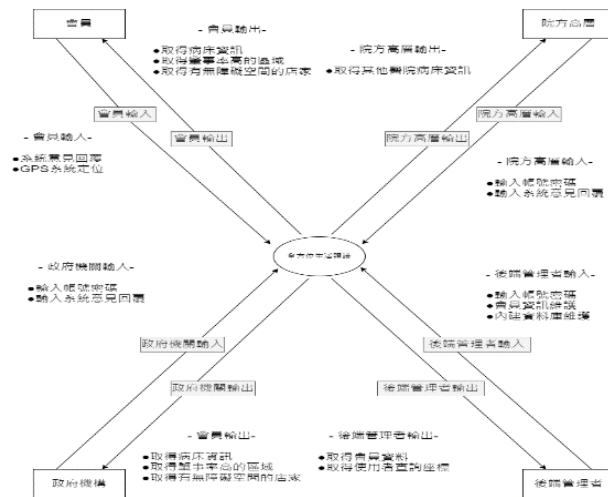 會員
院方高層
-會員輸出-
●取得病床資訊
●取得肇事率高的區域
●取得有無障礙空間的店家
-院方高層輸出-
●取得其他醫院病床資訊
會員輸入
會員輸出
院方高層輸出
院方高層輸入
-會員輸入-
●系統意見回應
●GPS系統定位
-院方高層輸入-
●輸入帳號密碼
●輸入系統意見回覆
-政府機關輸入-
●輸入帳號密碼
●輸入系統意見回覆
-後端管理者輸入-
●輸入帳號密碼
●會員資訊維護
●內建資料庫維護
政府機關輸入
政府機關輸出
後端管理者輸入
後端管理者輸出
-會員輸出-
●取得病床資訊
●取得肇事率高的區域
●取得有無障礙空間的店家
-後端管理者輸出-
●取得會員資料
●取得使用者查詢座標
政府機構
後端管理者